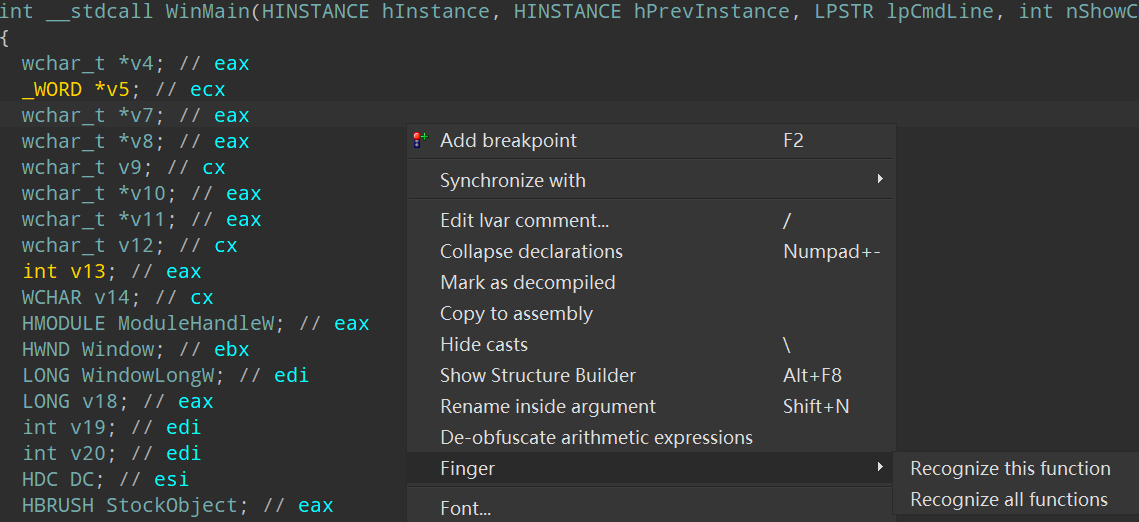 int __stdcall WinMain(HINSTANCE hInstance, HINSTANCE hPrevInstance, LPSTR lpCmdLine, int nShowC
{
wchar_t *v4; // eax
_WORD *v5; // ecx
wchar_t *v7; // eax
wchar_t *v8; // eax
wchar_t v9; // cx
wchar_t *v10; // eax
wchar_t *v11; // eax
wchar_t v12; // cx
int v13; // eax
WCHAR v14; // cx
HMODULE ModuleHandleW; // eax
HWND Window; // ebx
LONG WindowLongW; // edi
LONG v18; // eax
int v19; // edi
int v20; // edi
HDC DC; // esi
HBRUSH StockObject; // eax
Add breakpoint F2
Synchronize with
Edit lvar comment... /
Collapse declarations Numpad+-
Mark as decompiled
Copy to assembly
Hide casts \
Show Structure Builder Alt+F8
Rename inside argument Shift+N
De-obfuscate arithmetic expressions
Finger
Font...
Recognize this function
Recognize all functions